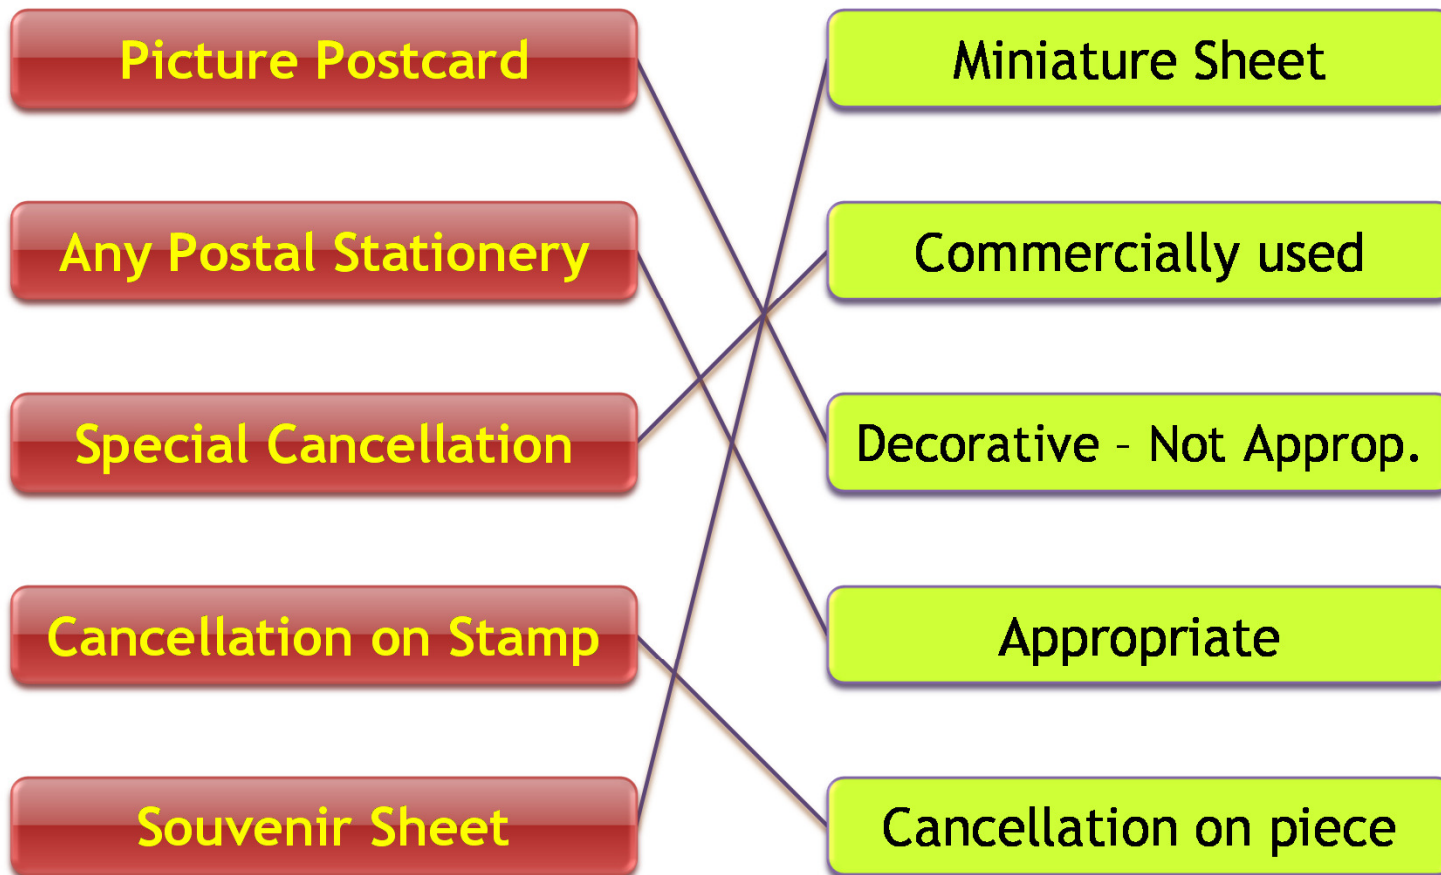 Picture Postcard
Miniature Sheet
Any Postal Stationery
Commercially used
Special Cancellation
Decorative - Not Approp.
Cancellation on Stamp
Appropriate
Souvenir Sheet
Cancellation on piece